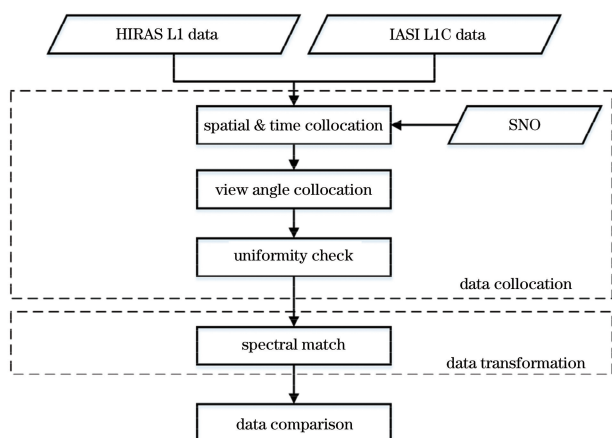 HIRAS L1 data
IASI L1C data
spatial & time collocation
SNO
view angle collocation
uniformity check
data collocation
spectral match
data transformation
data comparison